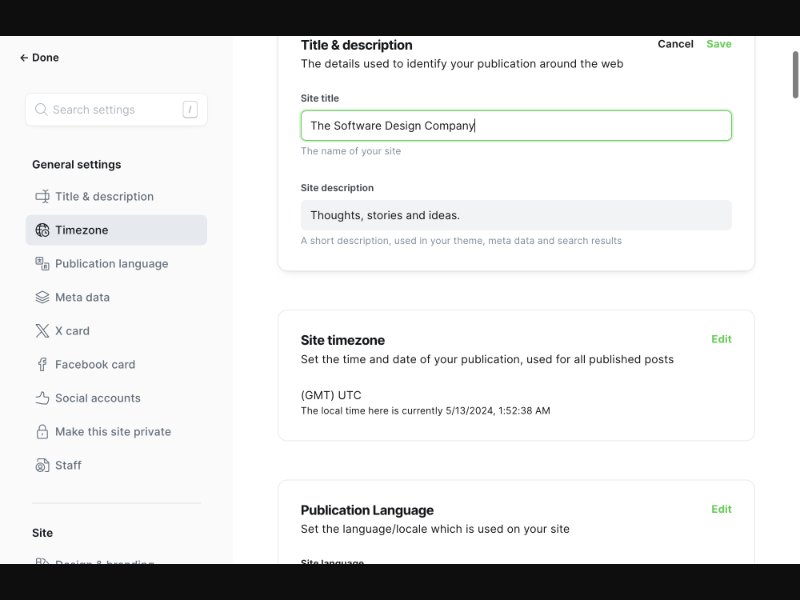 ← Done
Search settings /
General settings
Title & description
Timezone
Publication language
Meta data
X card
Facebook card
Social accounts
Make this site private
Staff
Site
Design & branding
Title & description
Cancel Save
The details used to identify your publication around the web
Site title
The Software Design Company
The name of your site
Site description
Thoughts, stories and ideas.
A short description, used in your theme, meta data and search results
Site timezone
Edit
Set the time and date of your publication, used for all published posts
(GMT) UTC
The local time here is currently 5/13/2024, 1:52:38 AM
Publication Language
Edit
Set the language/locale which is used on your site
Site language